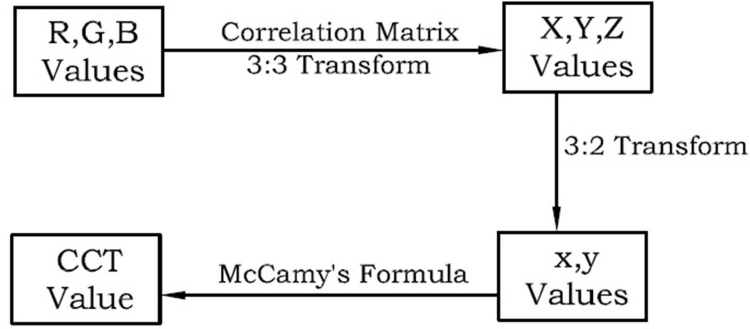 R,G,B
Values
Correlation Matrix
3:3 Transform
X,Y,Z
Values
3:2 Transform
x,y
Values
McCamy's Formula
CCT
Value